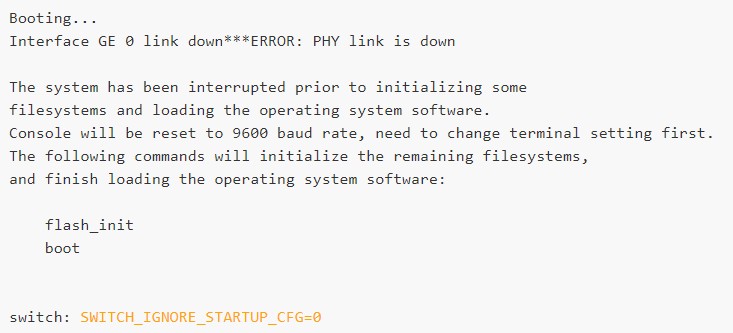 Booting...
Interface GE 0 link down***ERROR: PHY link is down
The system has been interrupted prior to initializing some
filesystems and loading the operating system software.
Console will be reset to 9600 baud rate, need to change terminal setting first.
The following commands will initialize the remaining filesystems,
and finish loading the operating system software:
flash_init
boot
switch: SWITCH_IGNORE_STARTUP_CFG=0